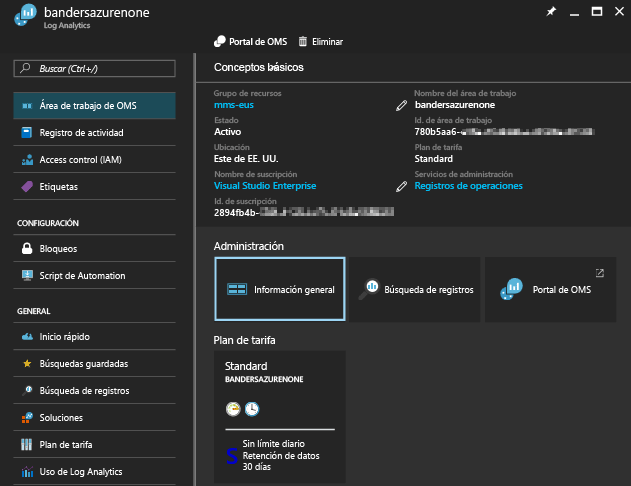 bandersazurenone
Log Analytics
Portal de OMS
Eliminar
Buscar (Ctrl+/)
Área de trabajo de OMS
Registro de actividad
Access control (IAM)
Etiquetas
CONFIGURACIÓN
Bloqueos
Script de Automation
GENERAL
Inicio rápido
Búsquedas guardadas
Búsqueda de registros
Soluciones
Plan de tarifa
Uso de Log Analytics
Conceptos básicos
Grupo de recursos
mms-eus
Estado
Activo
Ubicación
Este de EE. UU.
Nombre de suscripción
Visual Studio Enterprise
Id. de suscripción
2894fb4b-
Nombre del área de trabajo
bandersazurenone
Id. de área de trabajo
780b5aa6-
Plan de tarifa
Standard
Servicios de administración
Registros de operaciones
Administración
Información general
Búsqueda de registros
Portal de OMS
Plan de tarifa
Standard
BANDERSAZURENONE
S
Sin límite diario
Retención de datos
30 días